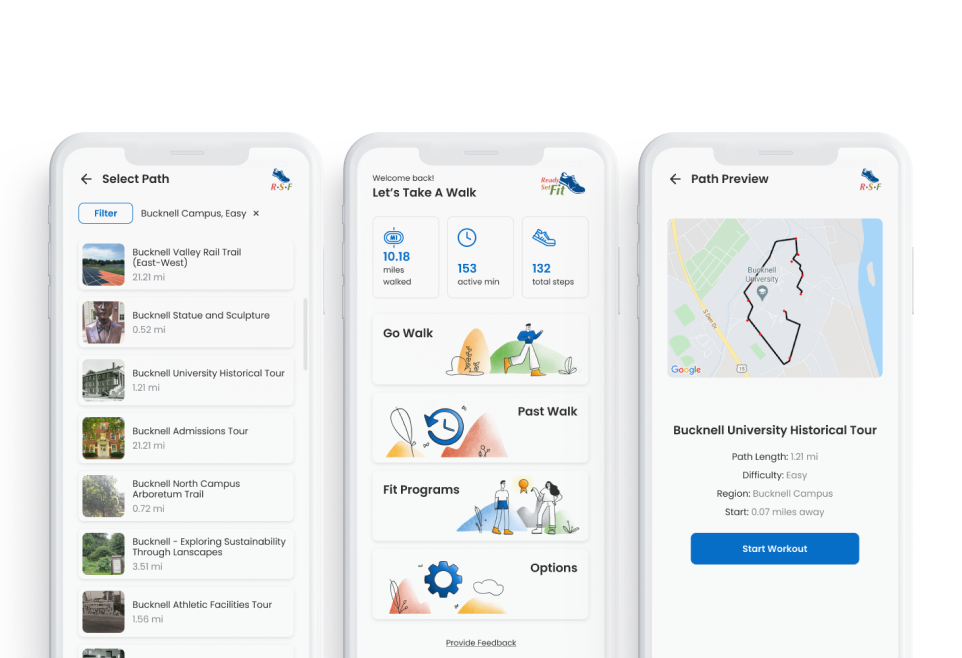 Select Path
R-S-F
Filter
Bucknell Campus, Easy ×
Bucknell Valley Rail Trail
(East-West)
21.21 mi
Bucknell Statue and Sculpture
0.52 mi
Bucknell University Historical Tour
1.21 mi
Bucknell Admissions Tour
21.21 mi
Bucknell North Campus
Arboretum Trail
0.72 mi
Bucknell - Exploring Sustainability
Through Lanscapes
3.51 mi
Bucknell Athletic Facilities Tour
1.56 mi
Welcome back!
Let's Take A Walk
Ready
Set
Fit
MI
10.18
miles
walked
153
active min
132
total steps
Go Walk
Past Walk
Fit Programs
Options
Provide Feedback
Path Preview
R-S-F
Bucknell
University
S Derr Dr
15
Google
Bucknell University Historical Tour
Path Length: 1.21 mi
Difficulty: Easy
Region: Bucknell Campus
Start: 0.07 miles away
Start Workout